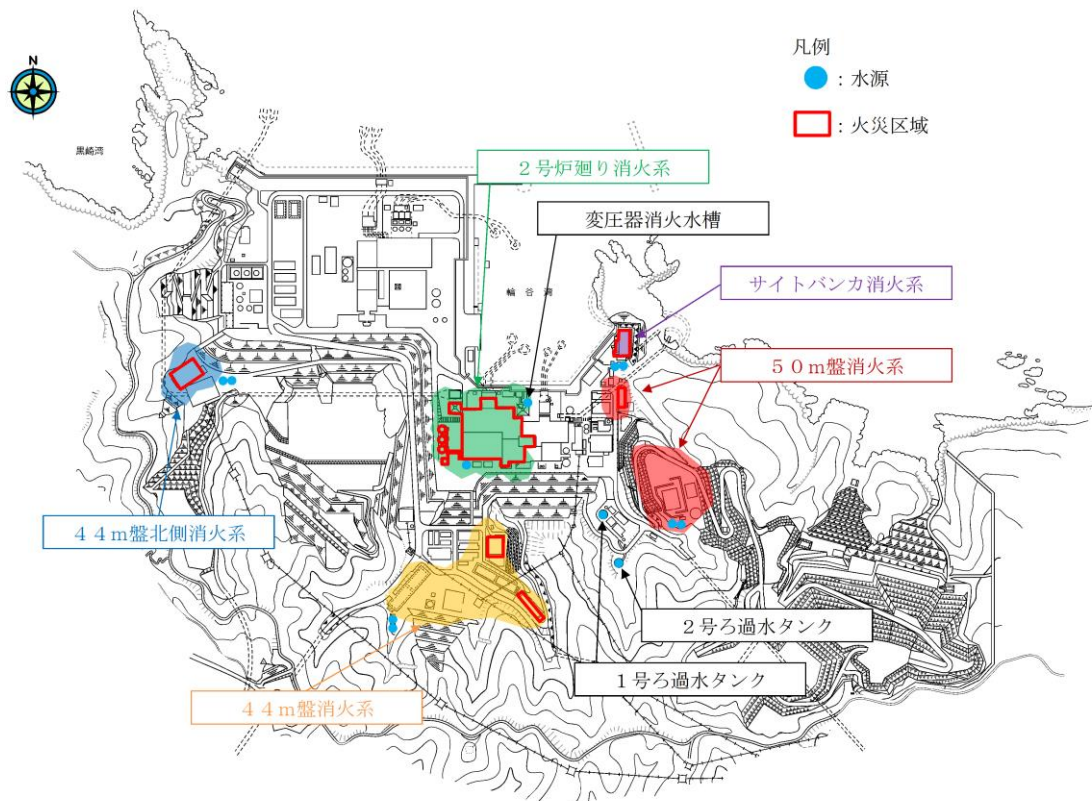 凡例
：水源
：火災区域
N
黒崎湾
２号炉廻り消火系
変圧器消火水槽
サイトバンカ消火系
輪谷湾
５０ｍ盤消火系
４４ｍ盤北側消火系
２号ろ過水タンク
１号ろ過水タンク
４４ｍ盤消火系